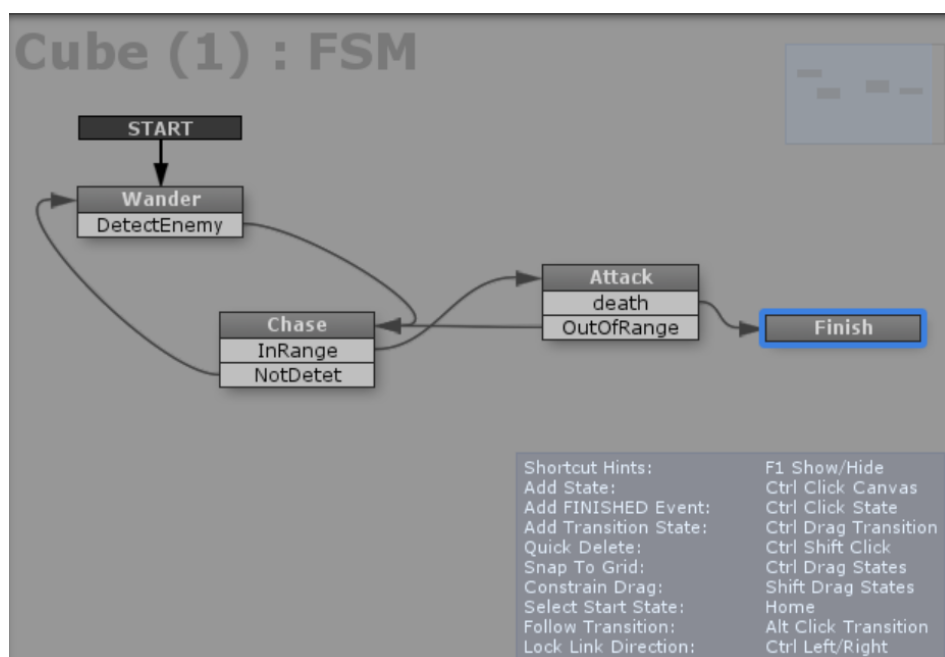 Cube (1) : FSM
START
Wander
DetectEnemy
Chase
InRange
NotDetet
Attack
death
OutOfRange
Finish
Shortcut Hints: F1 Show/Hide
Add State: Ctrl Click Canvas
Add FINISHED Event: Ctrl Click State
Add Transition State: Ctrl Drag Transition
Quick Delete: Ctrl Shift Click
Snap To Grid: Ctrl Drag States
Constrain Drag: Shift Drag States
Select Start State: Home
Follow Transition: Alt Click Transition
Lock Link Direction: Ctrl Left/Right